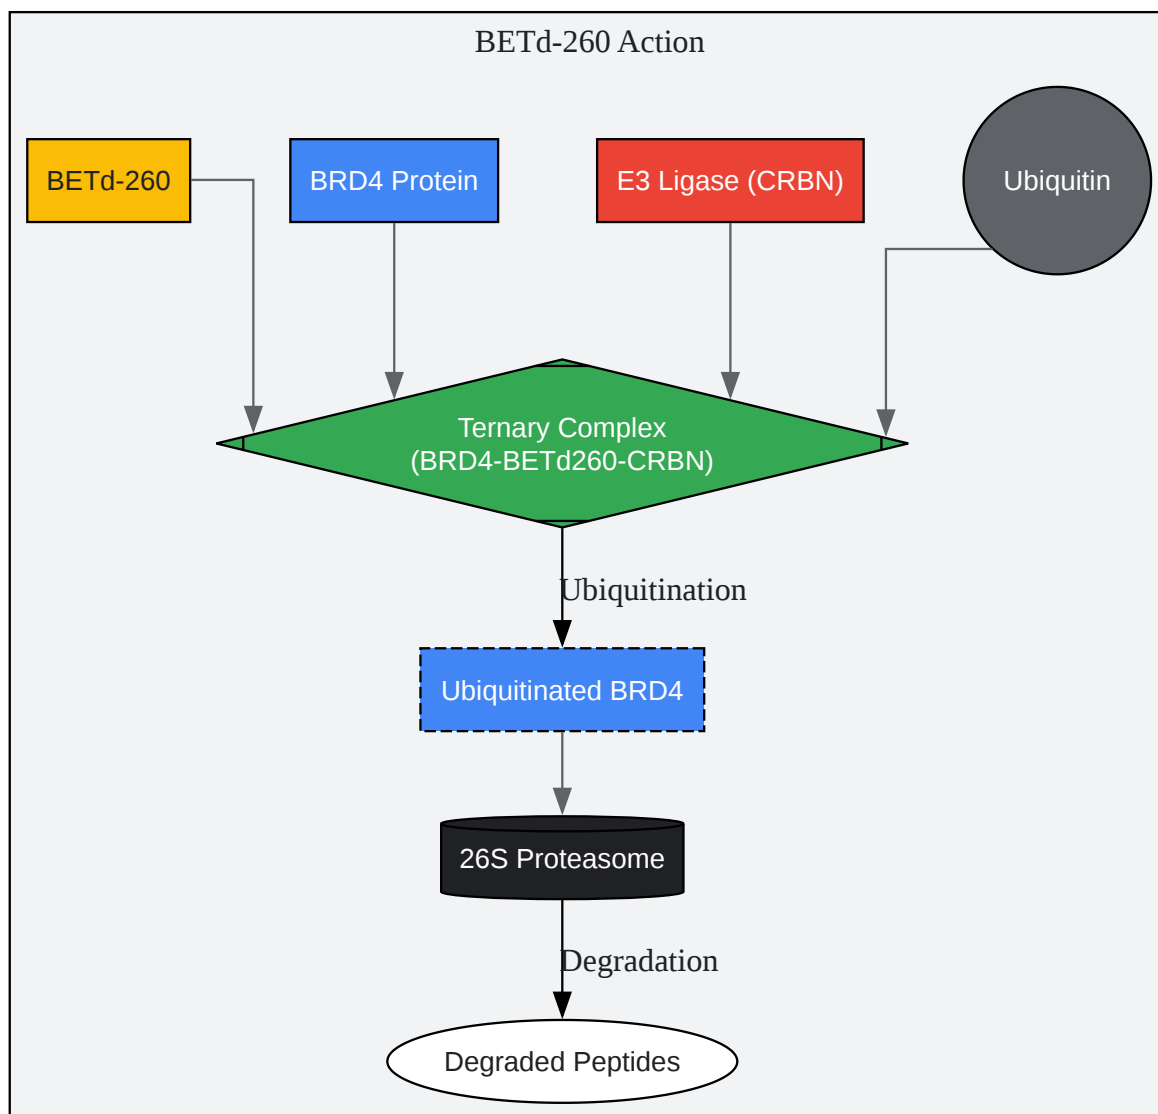 BETd-260 Action
BETd-260
BRD4 Protein
E3 Ligase (CRBN)
Ubiquitin
Ternary Complex
(BRD4-BETd260-CRBN)
Ubiquitination
Ubiquitinated BRD4
26S Proteasome
Degradation
Degraded Peptides